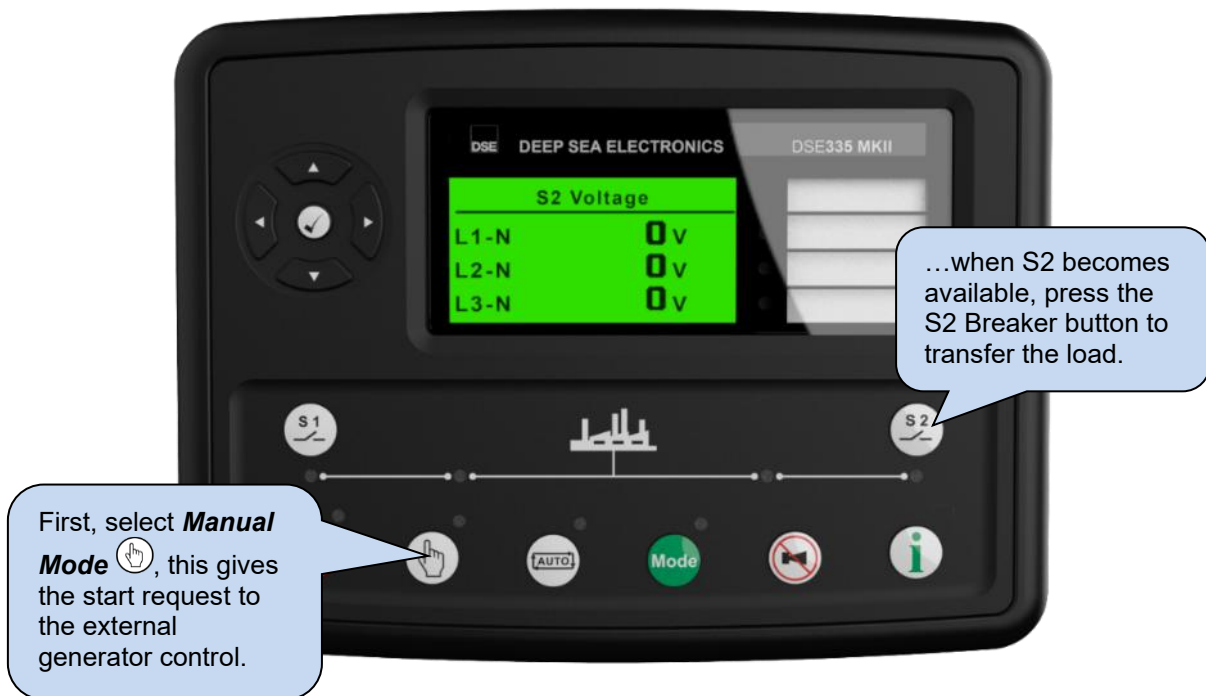 DSE DEEP SEA ELECTRONICS DSE335 MKII
S2 Voltage
L1-N 0 V
L2-N 0 V
L3-N 0 V
…when S2 becomes
available, press the
S2 Breaker button to
transfer the load.
S1
S2
First, select Manual
Mode , this gives
the start request to
the external
generator control.
AUTO
Mode
i